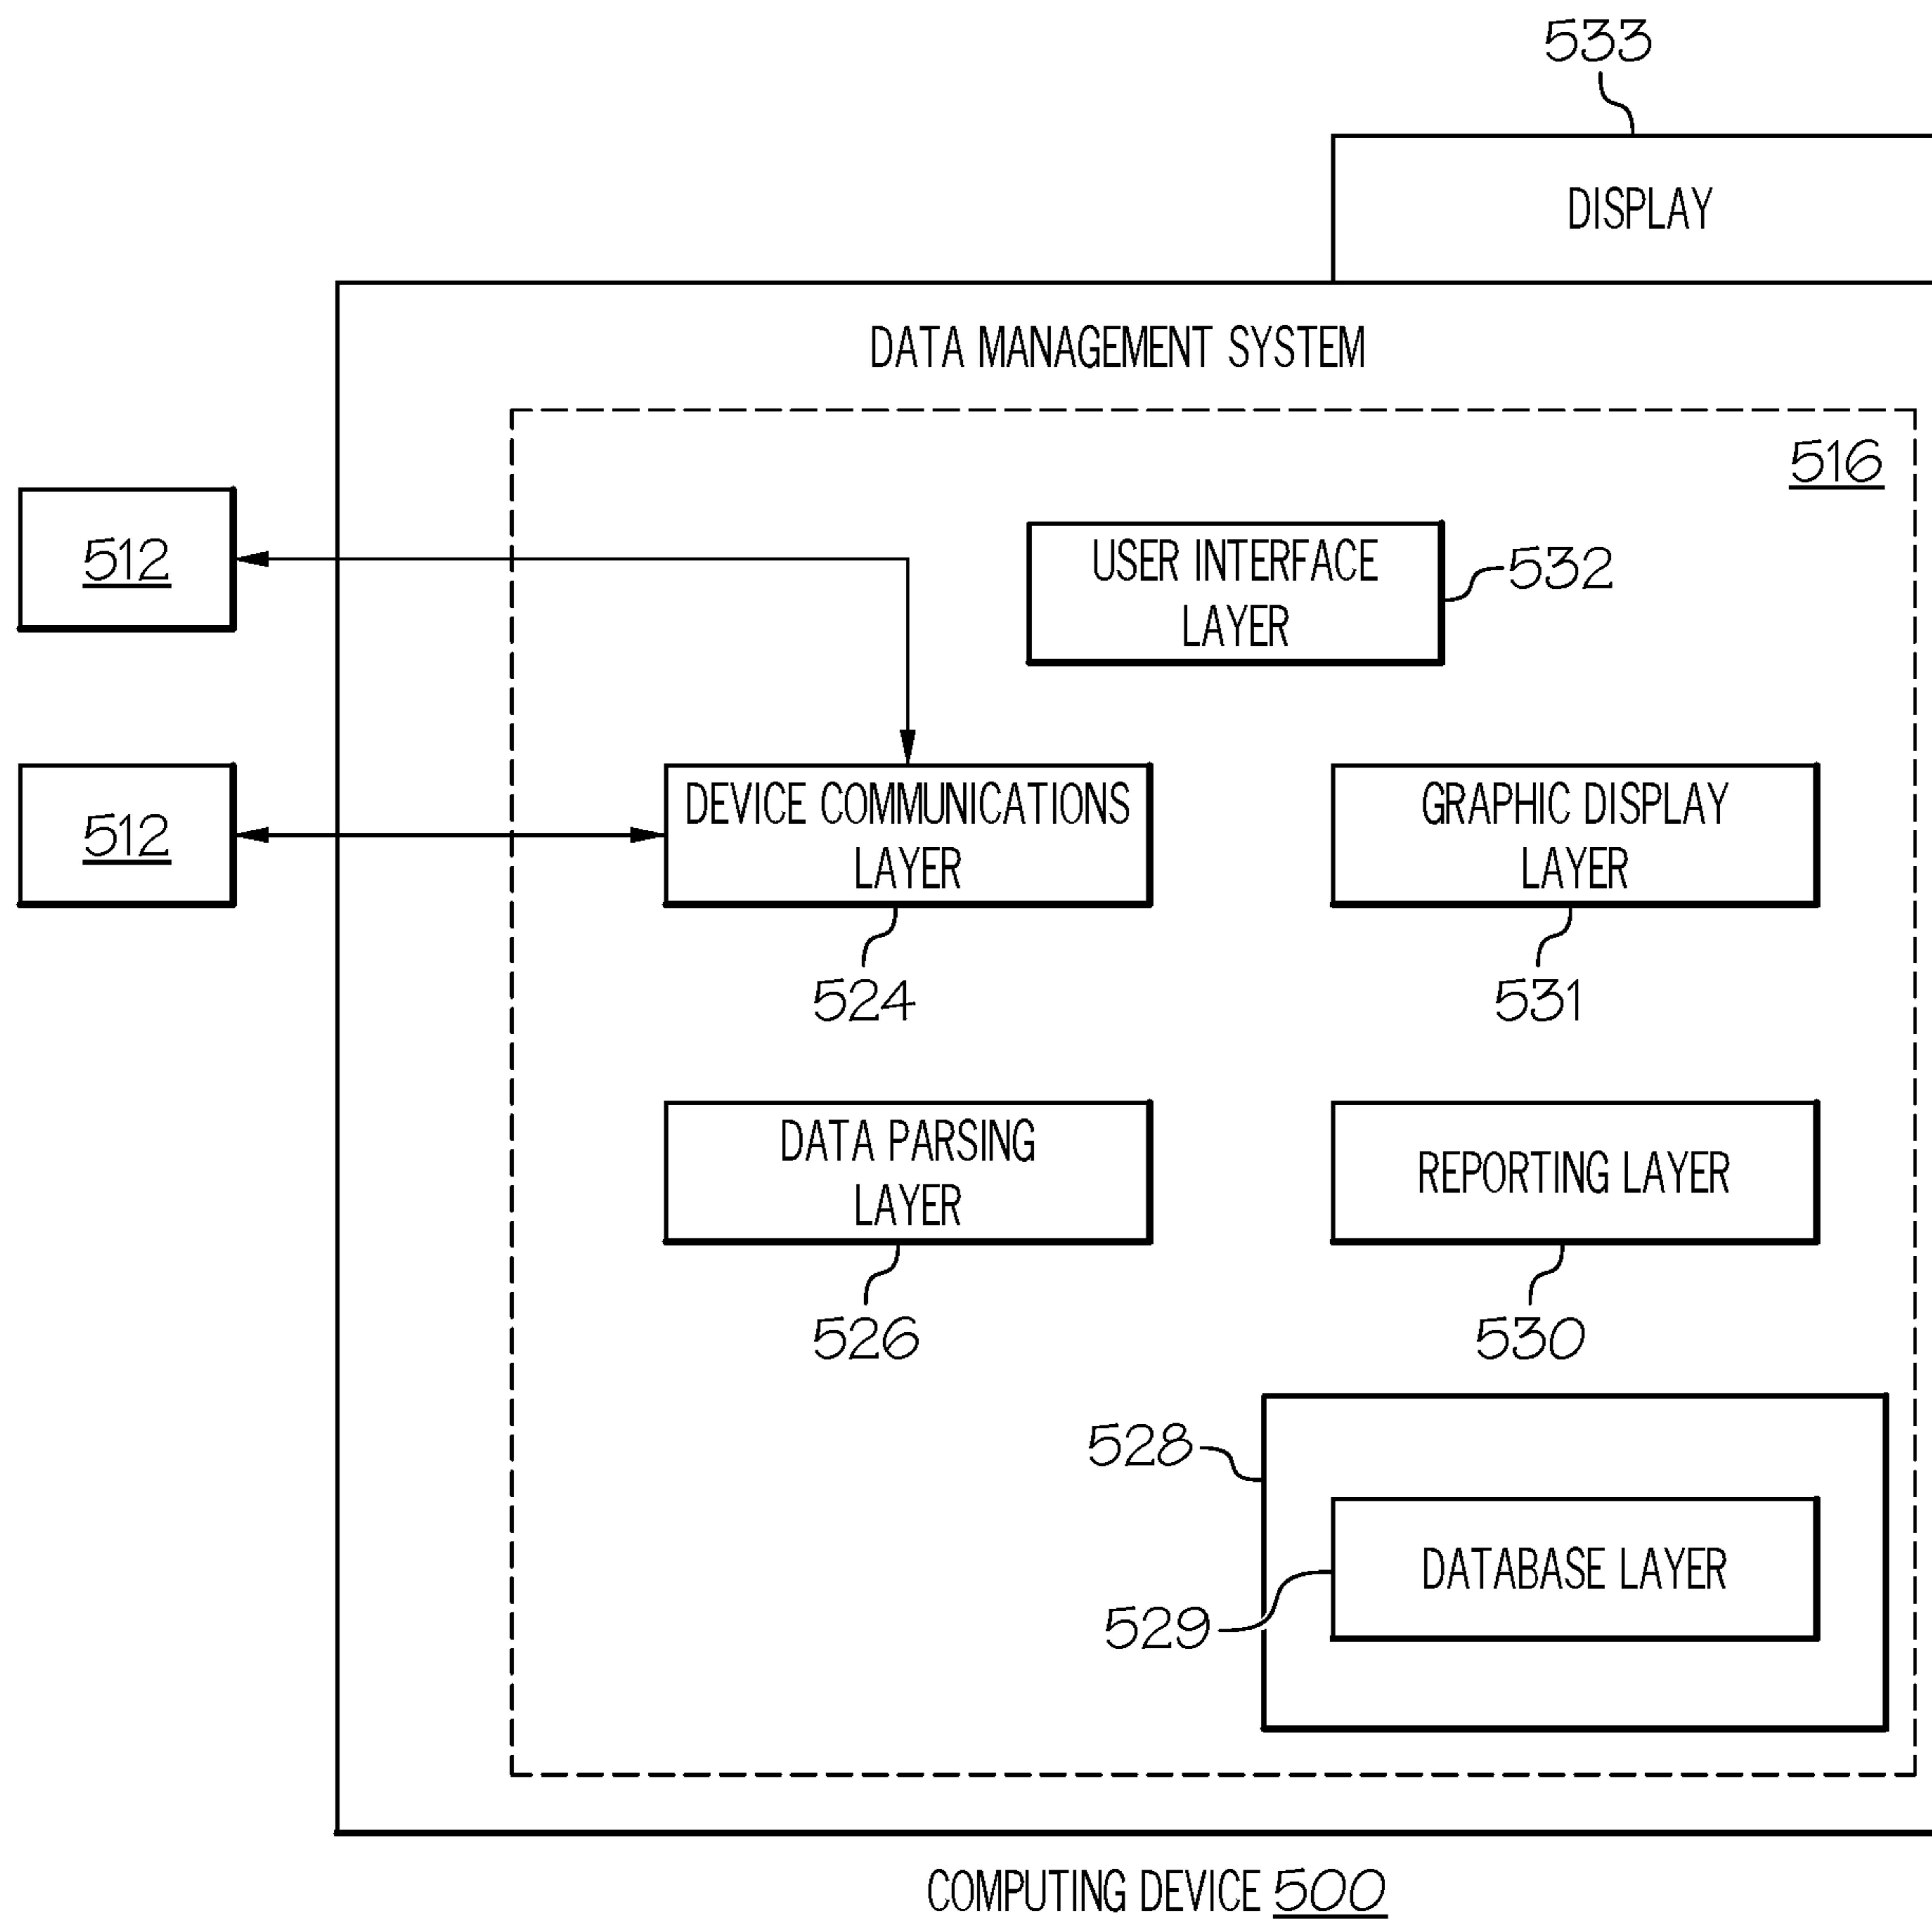 533
DISPLAY
DATA MANAGEMENT SYSTEM
516
512
USER INTERFACE
LAYER
532
512
DEVICE COMMUNICATIONS
LAYER
524
GRAPHIC DISPLAY
LAYER
531
DATA PARSING
LAYER
526
REPORTING LAYER
530
528
DATABASE LAYER
529
COMPUTING DEVICE 500